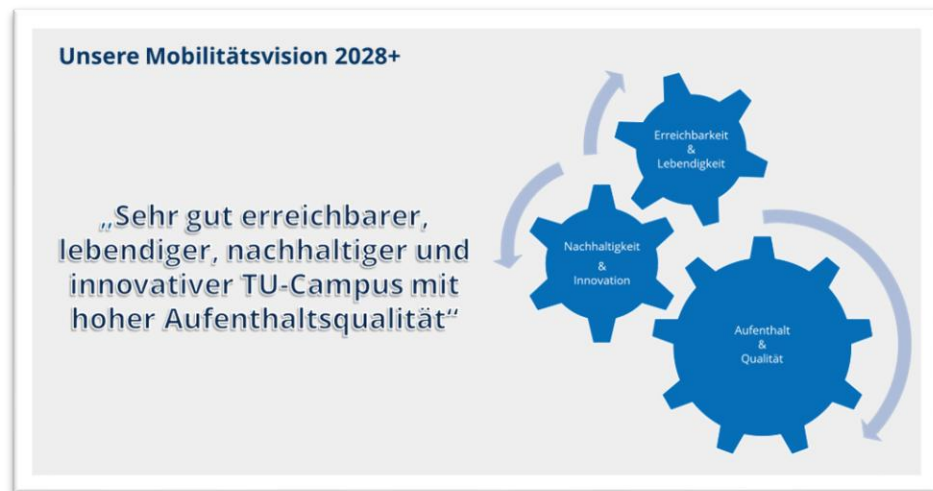 Unsere Mobilitätsvision 2028+
„Sehr gut erreichbarer,
lebendiger, nachhaltiger und
innovativer TU-Campus mit
hoher Aufenthaltsqualität“
Erreichbarkeit
&
Lebendigkeit
Nachhaltigkeit
&
Innovation
Aufenthalt
&
Qualität